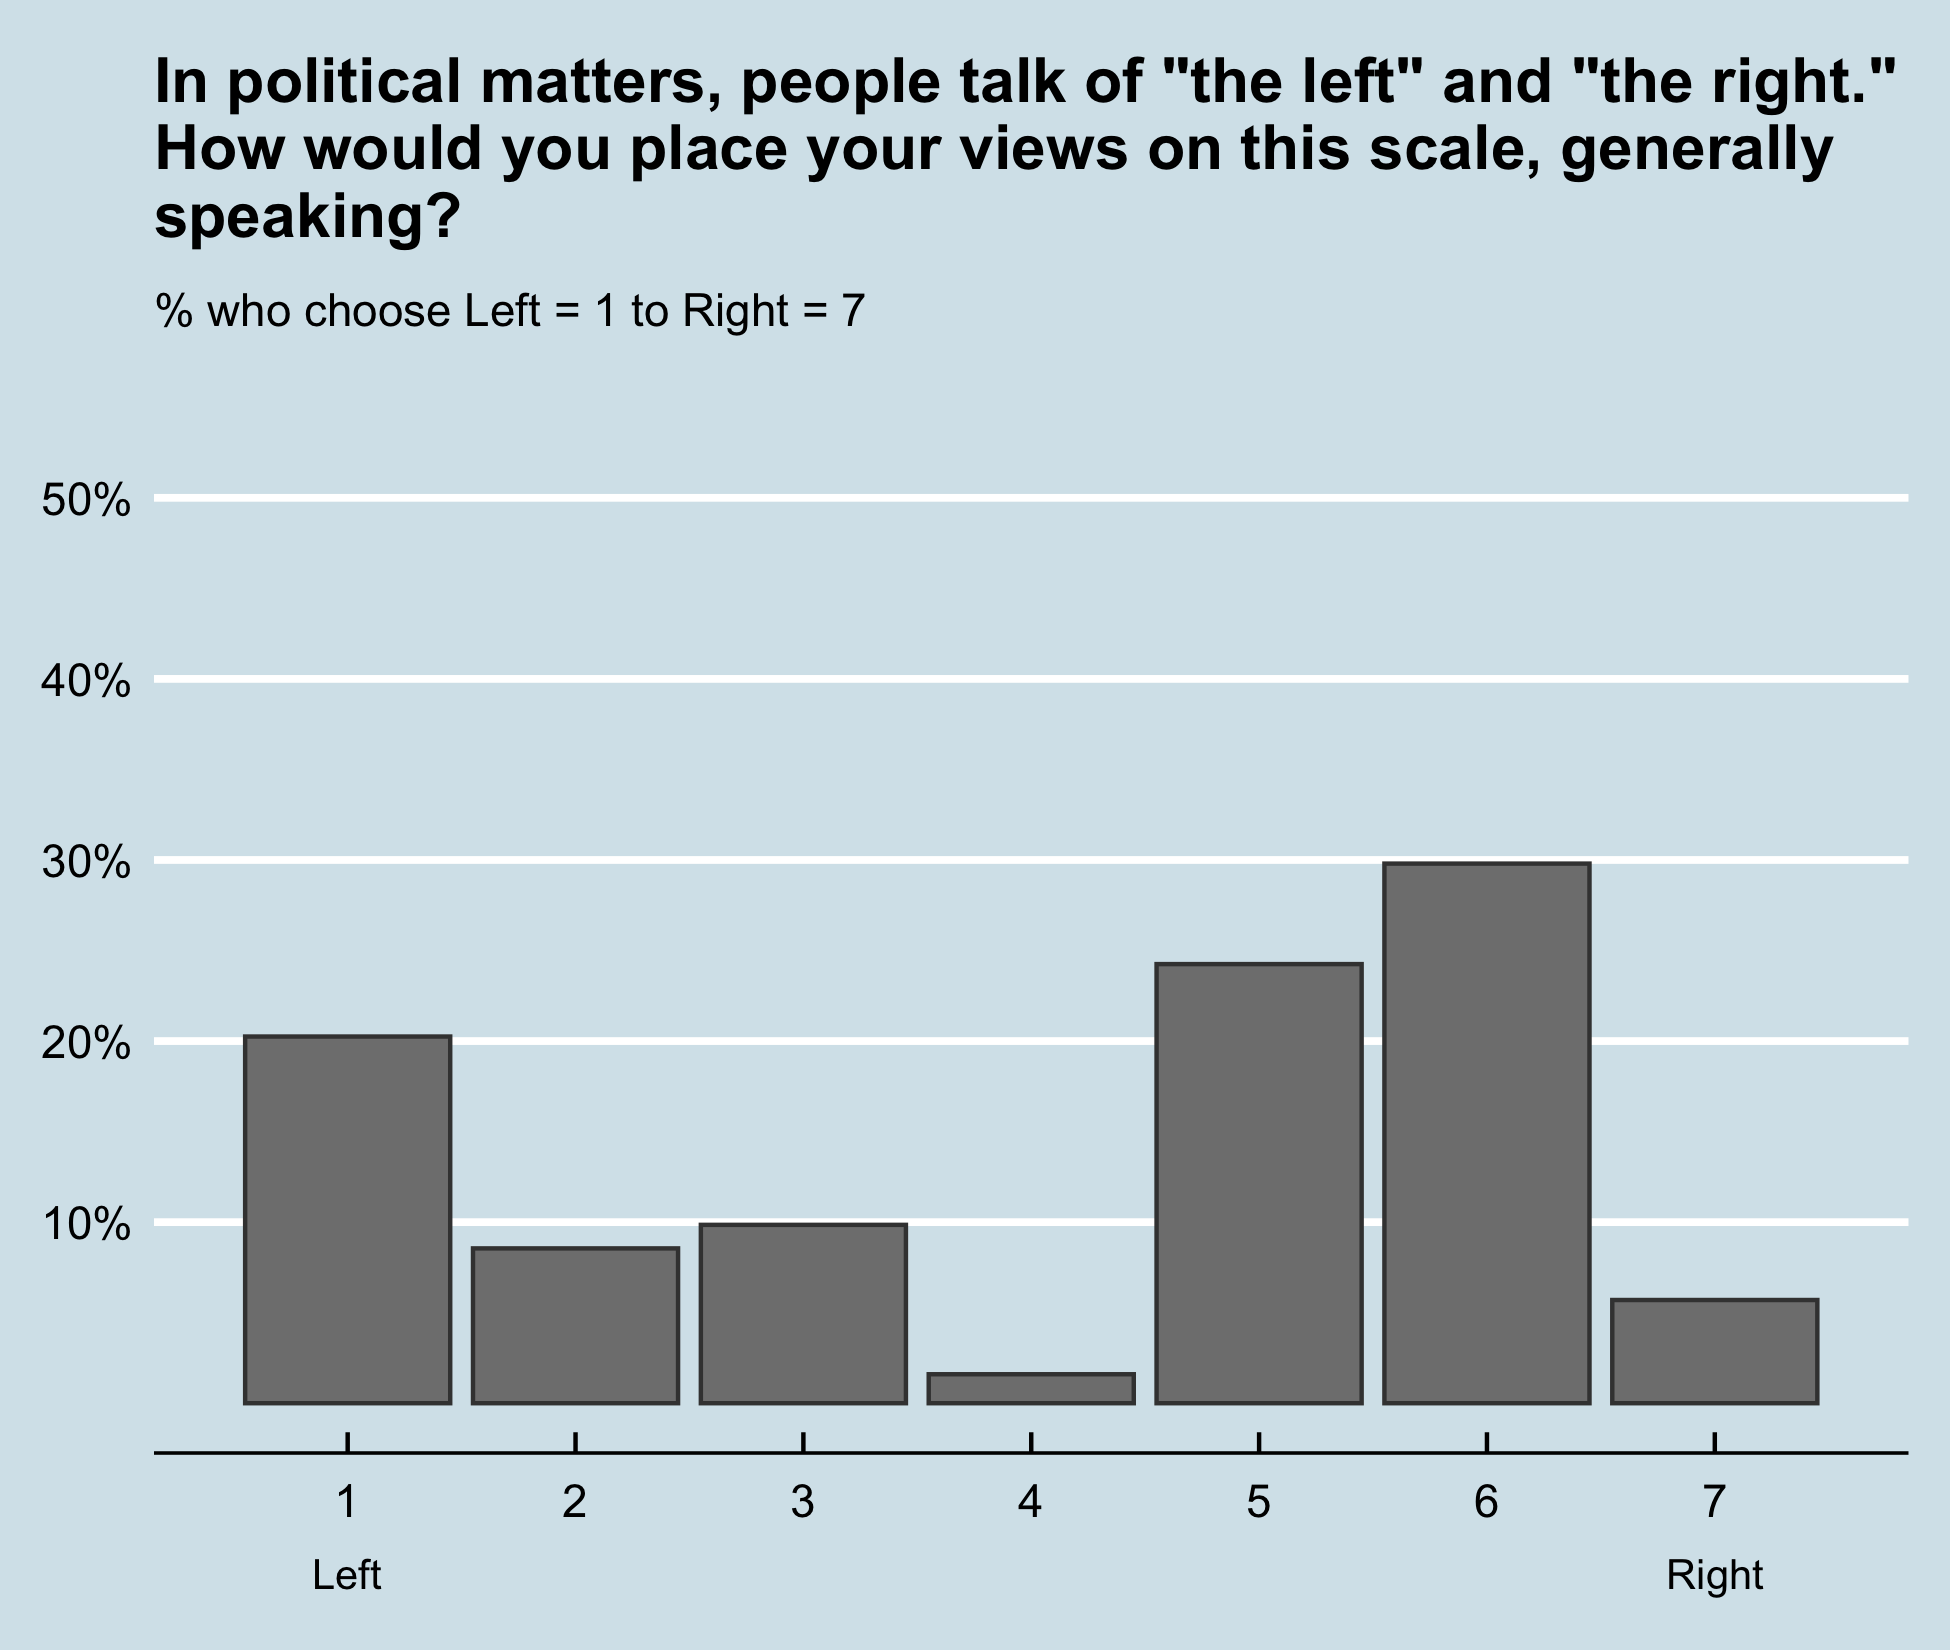 In political matters, people talk of "the left" and "the right."
How would you place your views on this scale, generally
speaking?
% who choose Left = 1 to Right = 7
50%
40%
30%
20%
10%
1 2 3 4 5 6 7
Left Right